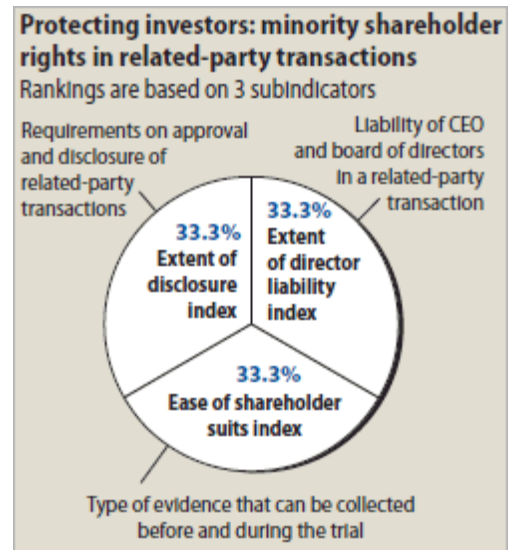 Protecting investors: minority shareholder
rights in related-party transactions
Rankings are based on 3 subindicators
Requirements on approval
and disclosure of
related-party
transactions
Liability of CEO
and board of directors
in a related-party
transaction
33.3%
Extent of
disclosure
index
33.3%
Extent
of director
liability
index
33.3%
Ease of shareholder
suits index
Type of evidence that can be collected
before and during the trial